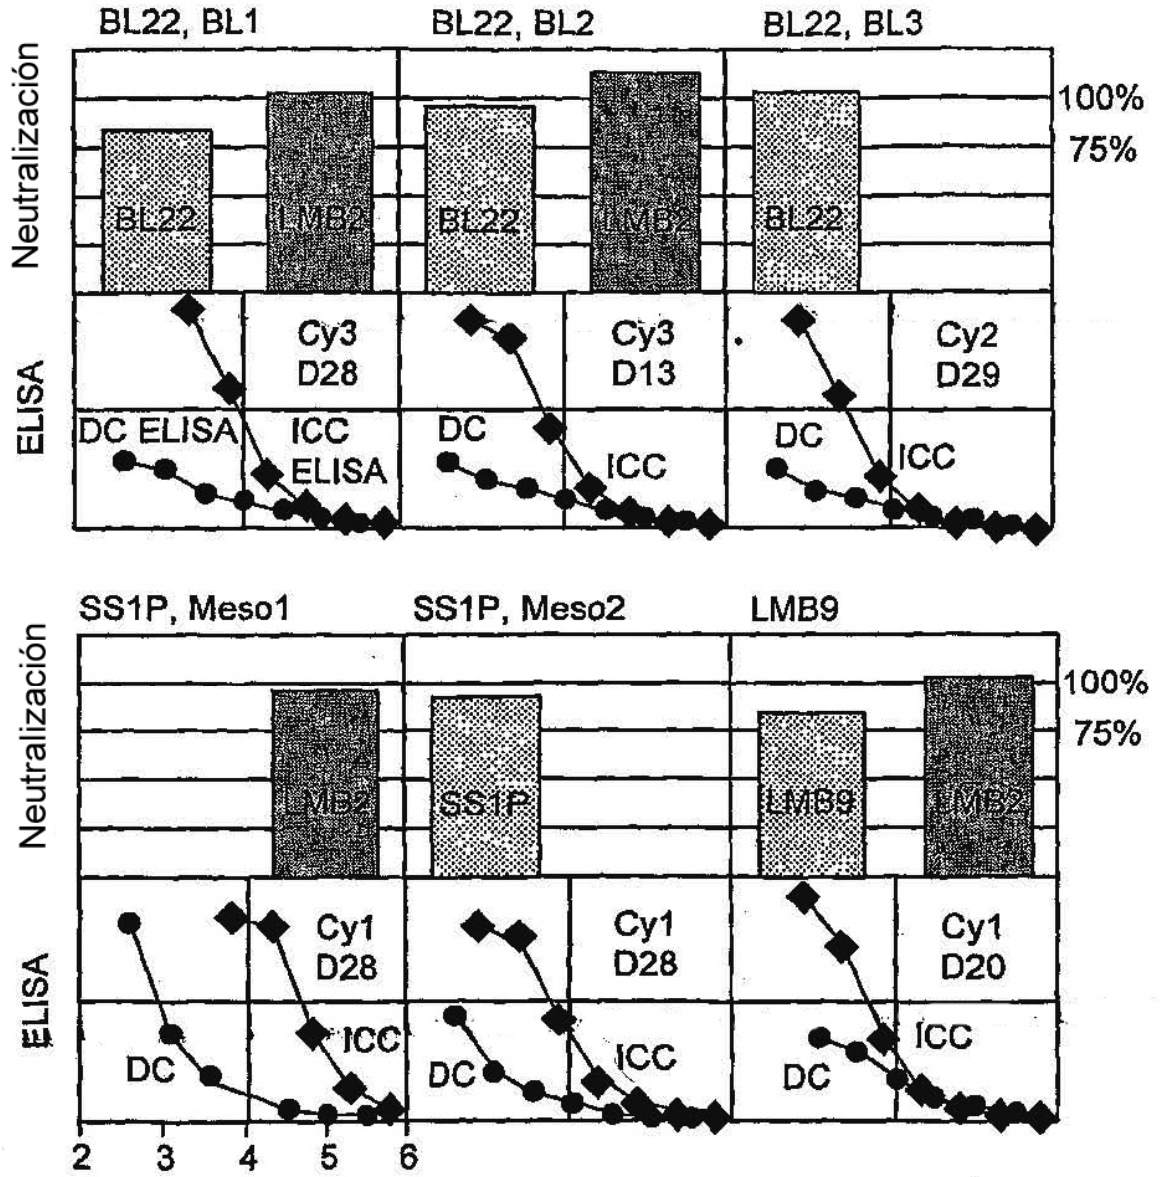 BL22, BL1 BL22, BL2 BL22, BL3
Neutralización
100%
75%
BL22 LMB2 BL22 LMB2 BL22
ELISA
Cy3 Cy3 Cy2
D28 D13 D29
DC ELISA ICC DC DC
ELISA ICC ICC
SS1P, Meso1 SS1P, Meso2 LMB9
Neutralización
100%
75%
LMB2 SS1P LMB9 LMB2
ELISA
Cy1 Cy1 Cy1
D28 D28 D20
DC ICC DC ICC DC ICC
2 3 4 5 6